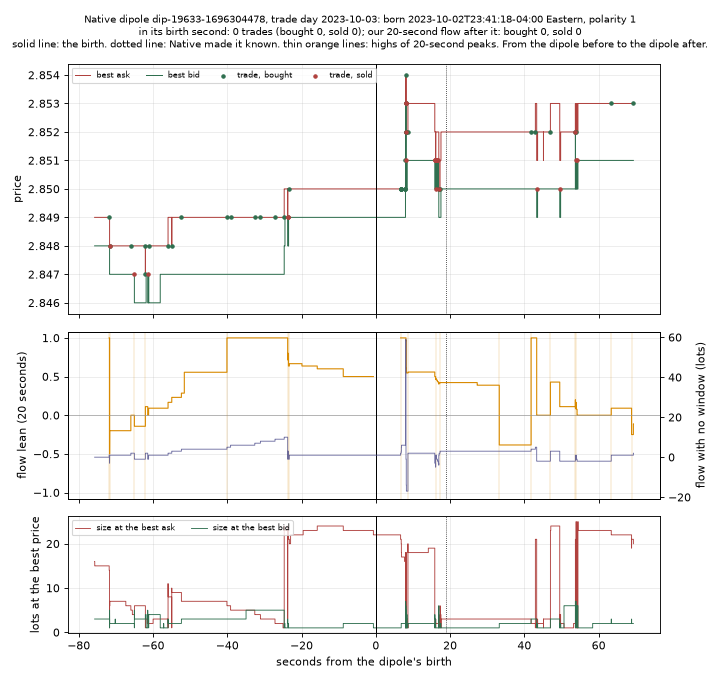 Native dipole dip-19633-1696304478, trade day 2023-10-03: born 2023-10-02T23:41:18-04:00 Eastern, polarity 1
in its birth second: 0 trades (bought 0, sold 0); our 20-second flow after it: bought 0, sold 0
solid line: the birth. dotted line: Native made it known. thin orange lines: highs of 20-second peaks. From the dipole before to the dipole after.
best ask
best bid
trade, bought
trade, sold
2.854
2.853
2.852
2.851
2.850
2.849
2.848
2.847
2.846
price
1.0
0.5
0.0
−0.5
−1.0
flow lean (20 seconds)
60
40
20
0
−20
flow with no window (lots)
size at the best ask
size at the best bid
20
10
0
lots at the best price
−80
−60
−40
−20
0
20
40
60
seconds from the dipole's birth